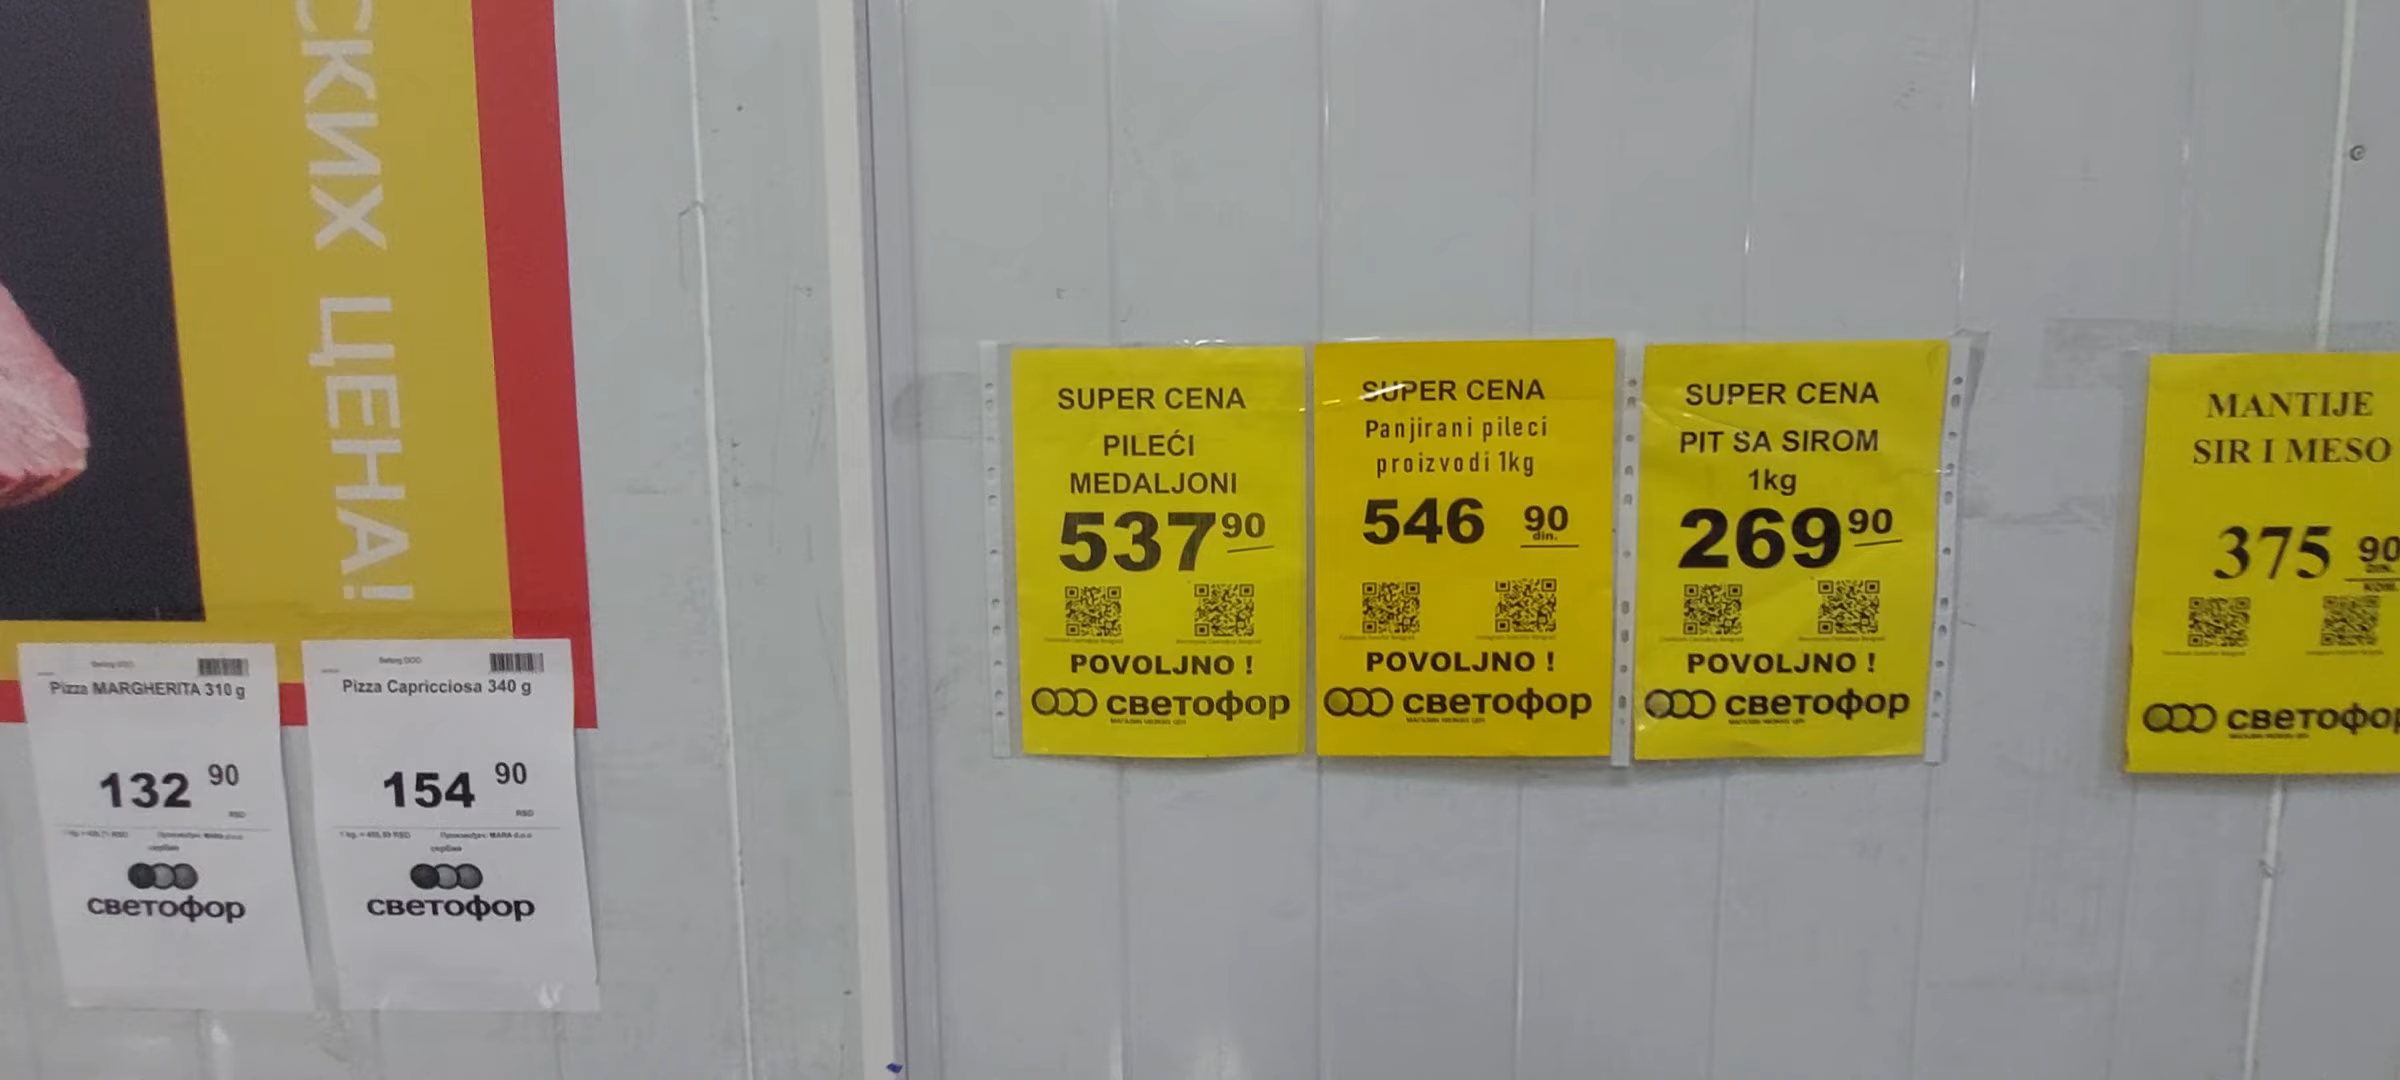 СКИХ ЦЕНА!
Pizza MARGHERITA 310 g
132 90
RSD
светофор
Pizza Capricciosa 340 g
154 90
RSD
светофор
SUPER CENA
PILEĆI
MEDALJONI
537 90
POVOLJNO !
светофор
SUPER CENA
Panjirani pileci
proizvodi 1kg
546 90
din.
POVOLJNO !
светофор
SUPER CENA
PIT SA SIROM
1kg
269 90
POVOLJNO !
светофор
MANTIJE
SIR I MESO
375 90
светофор